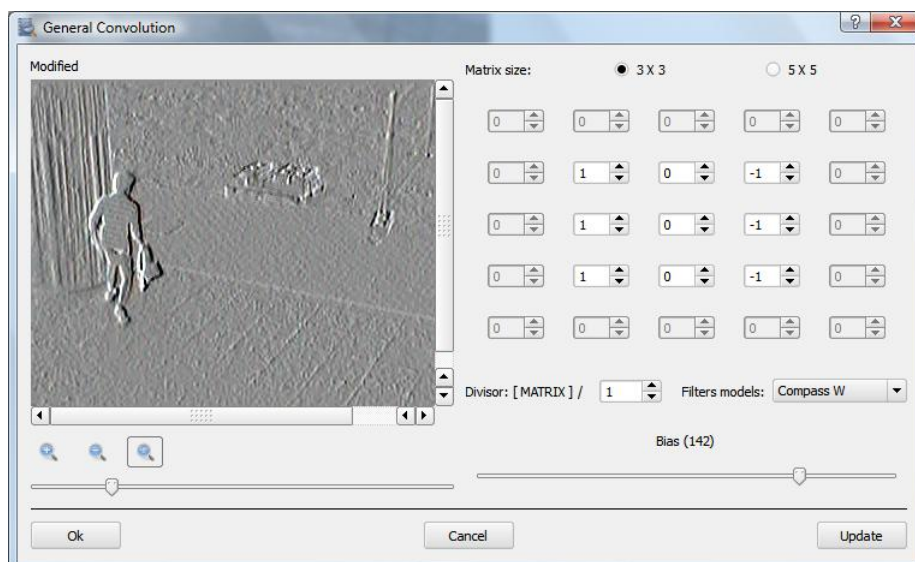 General Convolution
Modified
Matrix size: 3 X 3 5 X 5
0 0 0 0 0
0 1 0 -1 0
0 1 0 -1 0
0 1 0 -1 0
0 0 0 0 0
Divisor: [ MATRIX ] / 1 Filters models: Compass W
Bias (142)
Ok Cancel Update